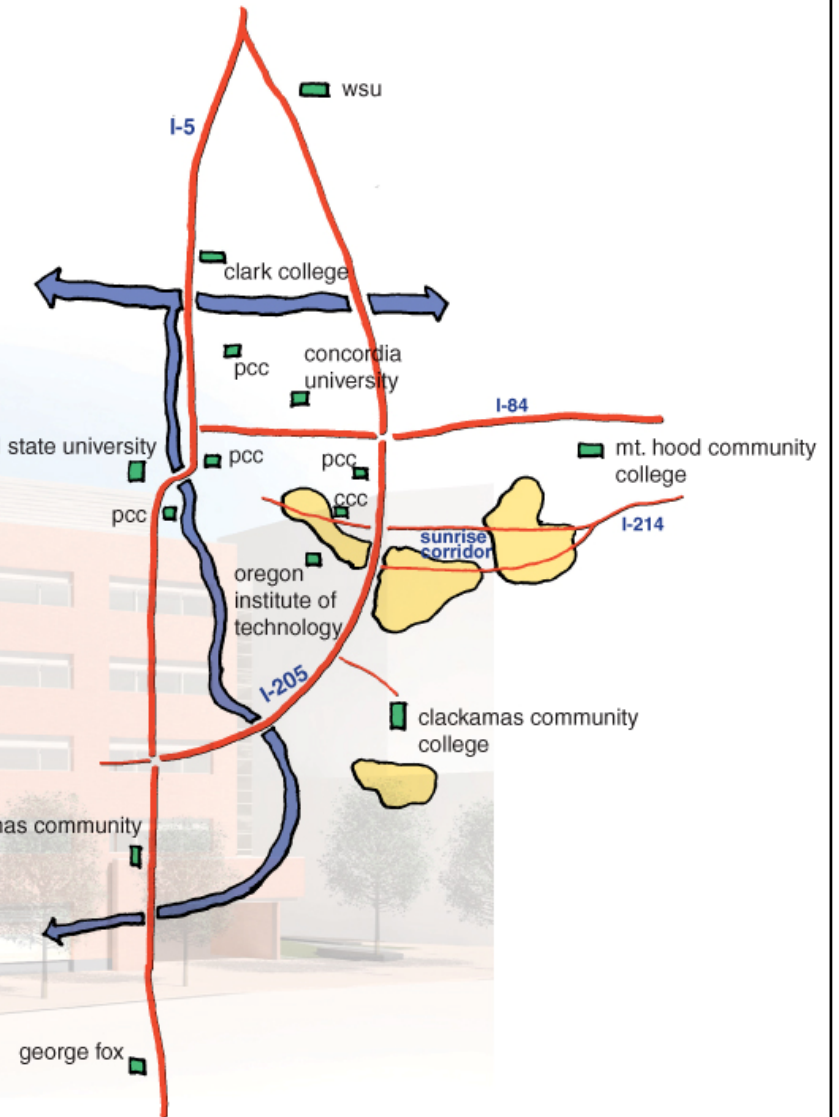 wsu
I-5
clark college
concordia
university
pcc
I-84
state university
pcc
pcc
mt. hood community
college
ccc
pcc
I-214
sunrise
corridor
oregon
institute of
technology
I-205
clackamas community
college
mas community
george fox